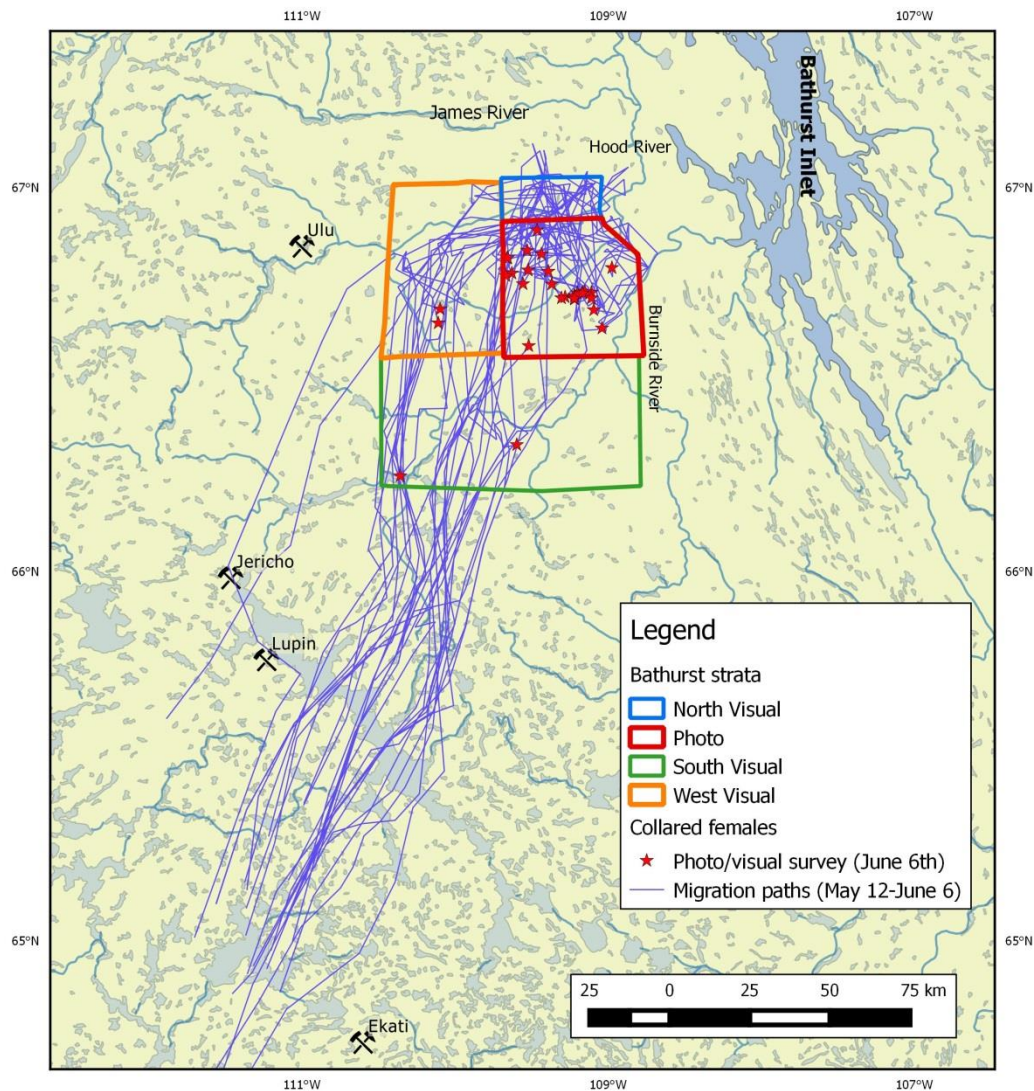 111°W 109°W 107°W
James River
Bathurst Inlet
Hood River
67°N 67°N
Ulu
Burnside River
66°N 66°N
Jericho
Lupin
Legend
Bathurst strata
North Visual
Photo
South Visual
West Visual
Collared females
Photo/visual survey (June 6th)
Migration paths (May 12-June 6)
65°N 65°N
25 0 25 50 75 km
Ekati
111°W 109°W 107°W